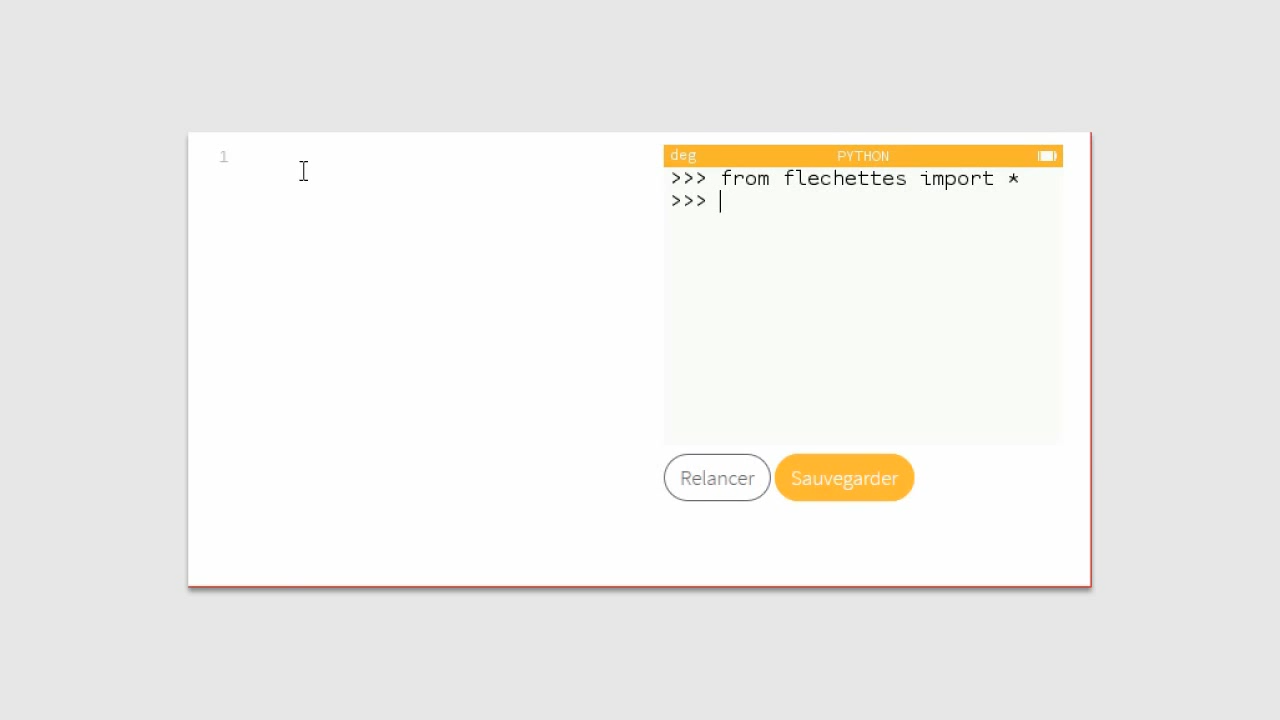 1
deg PYTHON
>>> from flechettes import *
>>>
Relancer Sauvegarder